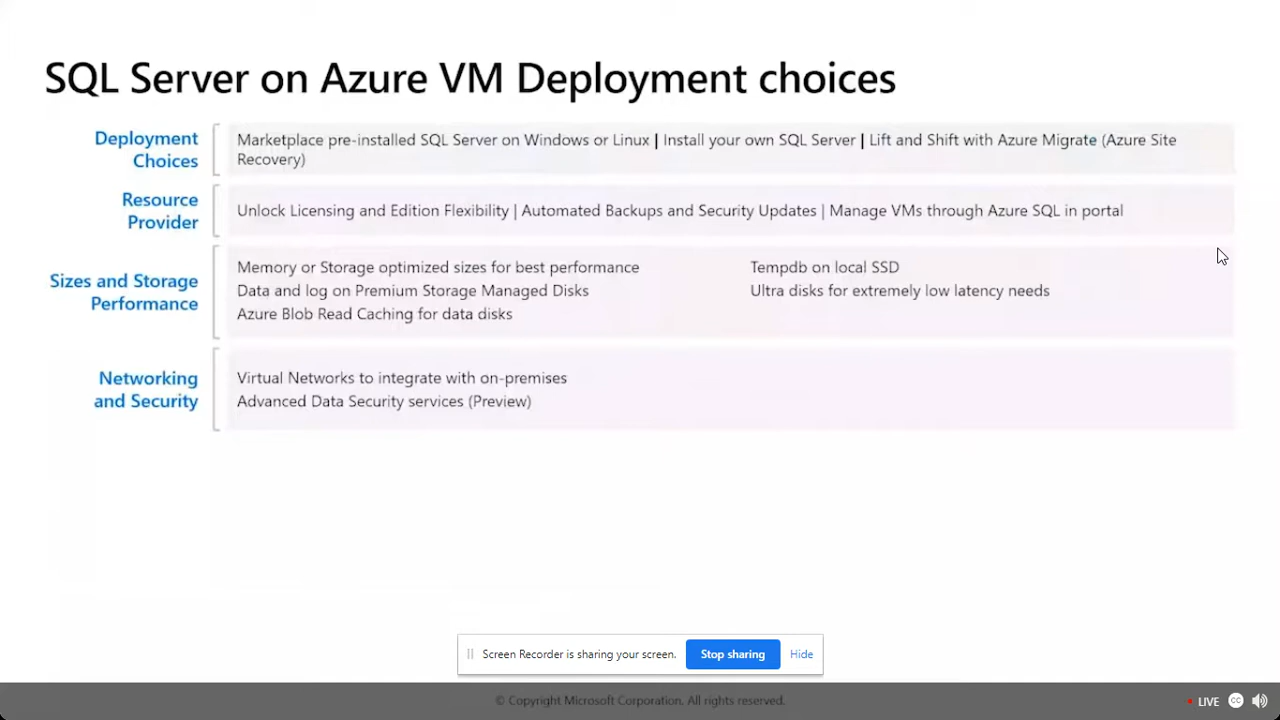 SQL Server on Azure VM Deployment choices
Deployment
Choices
Marketplace pre-installed SQL Server on Windows or Linux | Install your own SQL Server | Lift and Shift with Azure Migrate (Azure Site
Recovery)
Resource
Provider
Unlock Licensing and Edition Flexibility | Automated Backups and Security Updates | Manage VMs through Azure SQL in portal
Sizes and Storage
Performance
Memory or Storage optimized sizes for best performance
Data and log on Premium Storage Managed Disks
Azure Blob Read Caching for data disks
Tempdb on local SSD
Ultra disks for extremely low latency needs
Networking
and Security
Virtual Networks to integrate with on-premises
Advanced Data Security services (Preview)
Screen Recorder is sharing your screen. Stop sharing Hide
© Copyright Microsoft Corporation. All rights reserved.
LIVE CC